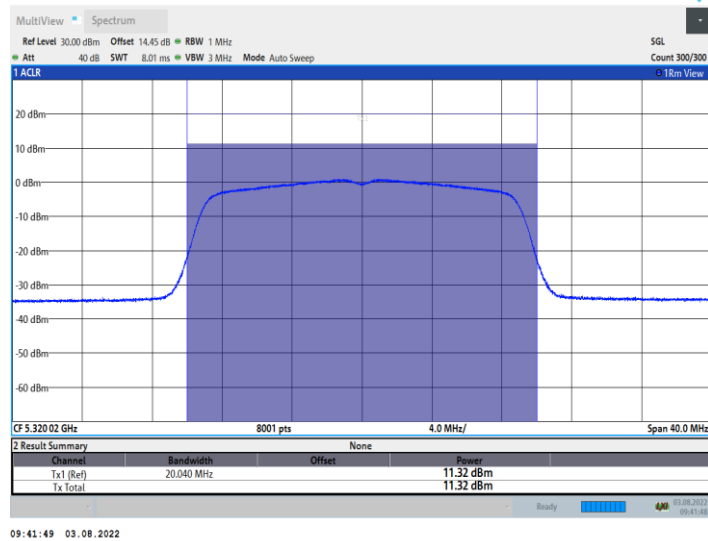 MultiView Spectrum
Ref Level 30.00 dBm Offset 14.45 dB RBW 1 MHz SGL
Att 40 dB SWT 8.01 ms VBW 3 MHz Mode Auto Sweep Count 300/300
1 ACLR 1Rm View
20 dBm
10 dBm
0 dBm
-10 dBm
-20 dBm
-30 dBm
-40 dBm
-50 dBm
-60 dBm
CF 5.32002 GHz 8001 pts 4.0 MHz/ Span 40.0 MHz
2 Result Summary None
Channel Bandwidth Offset Power
Tx1 (Ref) 20.040 MHz 11.32 dBm
Tx Total 11.32 dBm
Ready 03.08.2022
09:41:48
09:41:49 03.08.2022